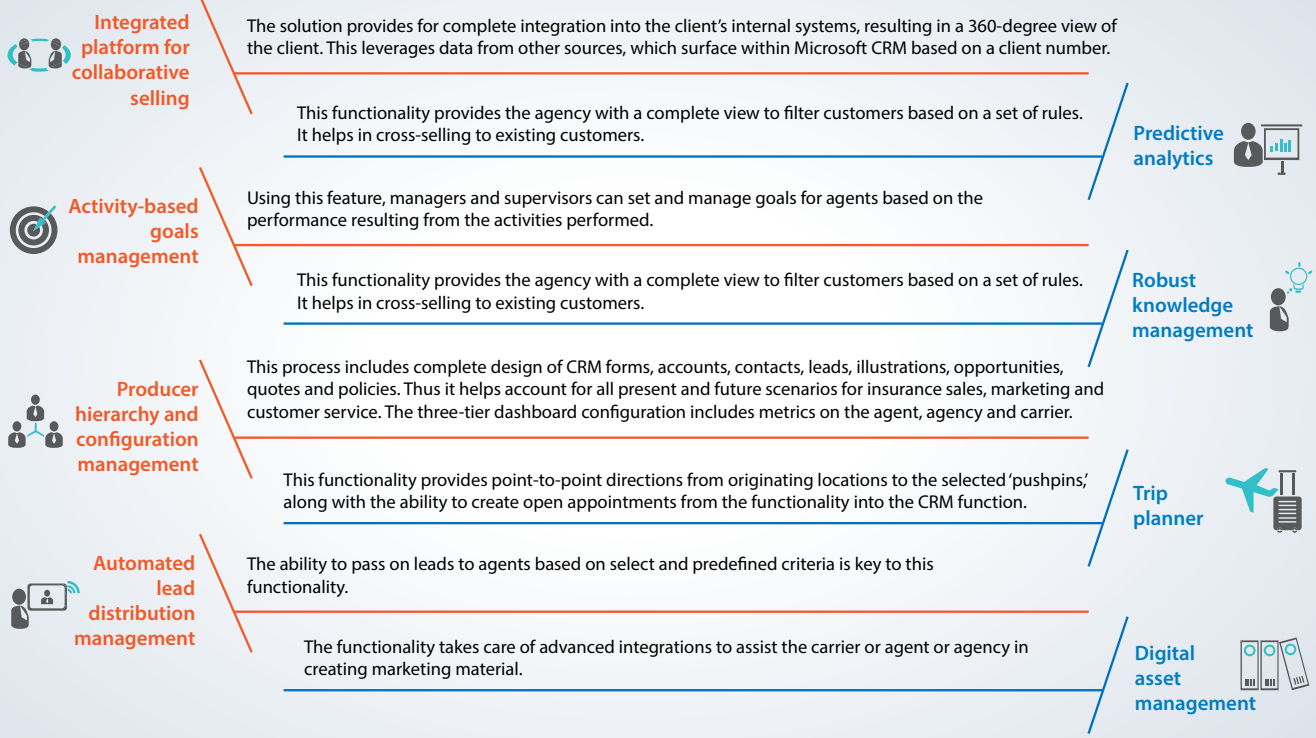 Integrated
platform for
collaborative
selling
The solution provides for complete integration into the client’s internal systems, resulting in a 360-degree view of
the client. This leverages data from other sources, which surface within Microsoft CRM based on a client number.
This functionality provides the agency with a complete view to filter customers based on a set of rules.
It helps in cross-selling to existing customers.
Predictive
analytics
Activity-based
goals
management
Using this feature, managers and supervisors can set and manage goals for agents based on the
performance resulting from the activities performed.
This functionality provides the agency with a complete view to filter customers based on a set of rules.
It helps in cross-selling to existing customers.
Robust
knowledge
management
Producer
hierarchy and
configuration
management
This process includes complete design of CRM forms, accounts, contacts, leads, illustrations, opportunities,
quotes and policies. Thus it helps account for all present and future scenarios for insurance sales, marketing and
customer service. The three-tier dashboard configuration includes metrics on the agent, agency and carrier.
This functionality provides point-to-point directions from originating locations to the selected ‘pushpins,’
along with the ability to create open appointments from the functionality into the CRM function.
Trip
planner
Automated
lead
distribution
management
The ability to pass on leads to agents based on select and predefined criteria is key to this
functionality.
The functionality takes care of advanced integrations to assist the carrier or agent or agency in
creating marketing material.
Digital
asset
management